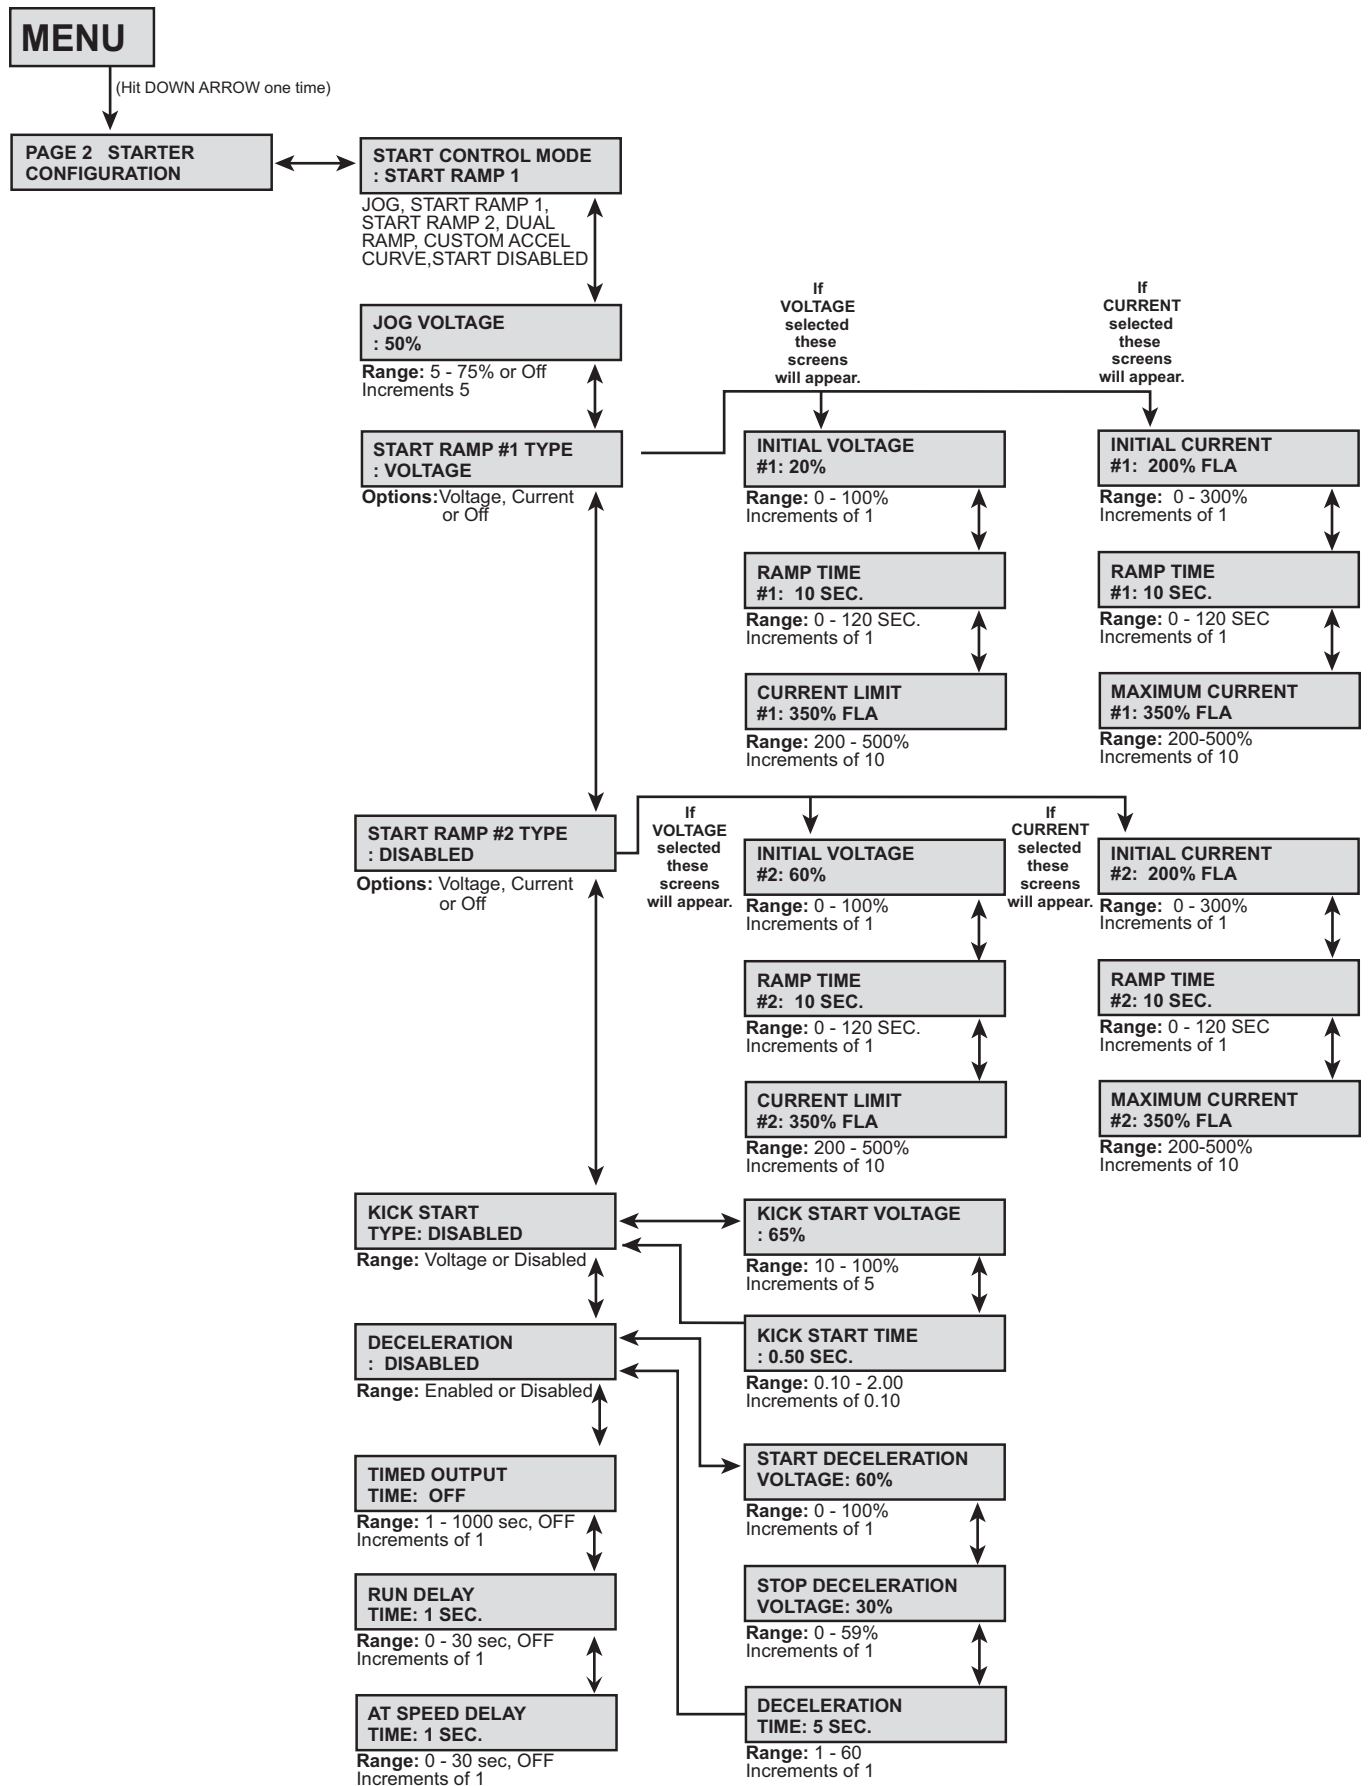 MENU
(Hit DOWN ARROW one time)
PAGE 2 STARTER
CONFIGURATION
START CONTROL MODE
: START RAMP 1
JOG, START RAMP 1,
START RAMP 2, DUAL
RAMP, CUSTOM ACCEL
CURVE,START DISABLED
JOG VOLTAGE
: 50%
Range: 5 - 75% or Off
Increments 5
START RAMP #1 TYPE
: VOLTAGE
Options:Voltage, Current
or Off
If
VOLTAGE
selected
these
screens
will appear.
INITIAL VOLTAGE
#1: 20%
Range: 0 - 100%
Increments of 1
RAMP TIME
#1: 10 SEC.
Range: 0 - 120 SEC.
Increments of 1
CURRENT LIMIT
#1: 350% FLA
Range: 200 - 500%
Increments of 10
If
CURRENT
selected
these
screens
will appear.
INITIAL CURRENT
#1: 200% FLA
Range: 0 - 300%
Increments of 1
RAMP TIME
#1: 10 SEC.
Range: 0 - 120 SEC
Increments of 1
MAXIMUM CURRENT
#1: 350% FLA
Range: 200-500%
Increments of 10
START RAMP #2 TYPE
: DISABLED
Options: Voltage, Current
or Off
If
VOLTAGE
selected
these
screens
will appear.
INITIAL VOLTAGE
#2: 60%
Range: 0 - 100%
Increments of 1
RAMP TIME
#2: 10 SEC.
Range: 0 - 120 SEC.
Increments of 1
CURRENT LIMIT
#2: 350% FLA
Range: 200 - 500%
Increments of 10
If
CURRENT
selected
these
screens
will appear.
INITIAL CURRENT
#2: 200% FLA
Range: 0 - 300%
Increments of 1
RAMP TIME
#2: 10 SEC.
Range: 0 - 120 SEC
Increments of 1
MAXIMUM CURRENT
#2: 350% FLA
Range: 200-500%
Increments of 10
KICK START
TYPE: DISABLED
Range: Voltage or Disabled
KICK START VOLTAGE
: 65%
Range: 10 - 100%
Increments of 5
KICK START TIME
: 0.50 SEC.
Range: 0.10 - 2.00
Increments of 0.10
DECELERATION
: DISABLED
Range: Enabled or Disabled
START DECELERATION
VOLTAGE: 60%
Range: 0 - 100%
Increments of 1
STOP DECELERATION
VOLTAGE: 30%
Range: 0 - 59%
Increments of 1
DECELERATION
TIME: 5 SEC.
Range: 1 - 60
Increments of 1
TIMED OUTPUT
TIME: OFF
Range: 1 - 1000 sec, OFF
Increments of 1
RUN DELAY
TIME: 1 SEC.
Range: 0 - 30 sec, OFF
Increments of 1
AT SPEED DELAY
TIME: 1 SEC.
Range: 0 - 30 sec, OFF
Increments of 1